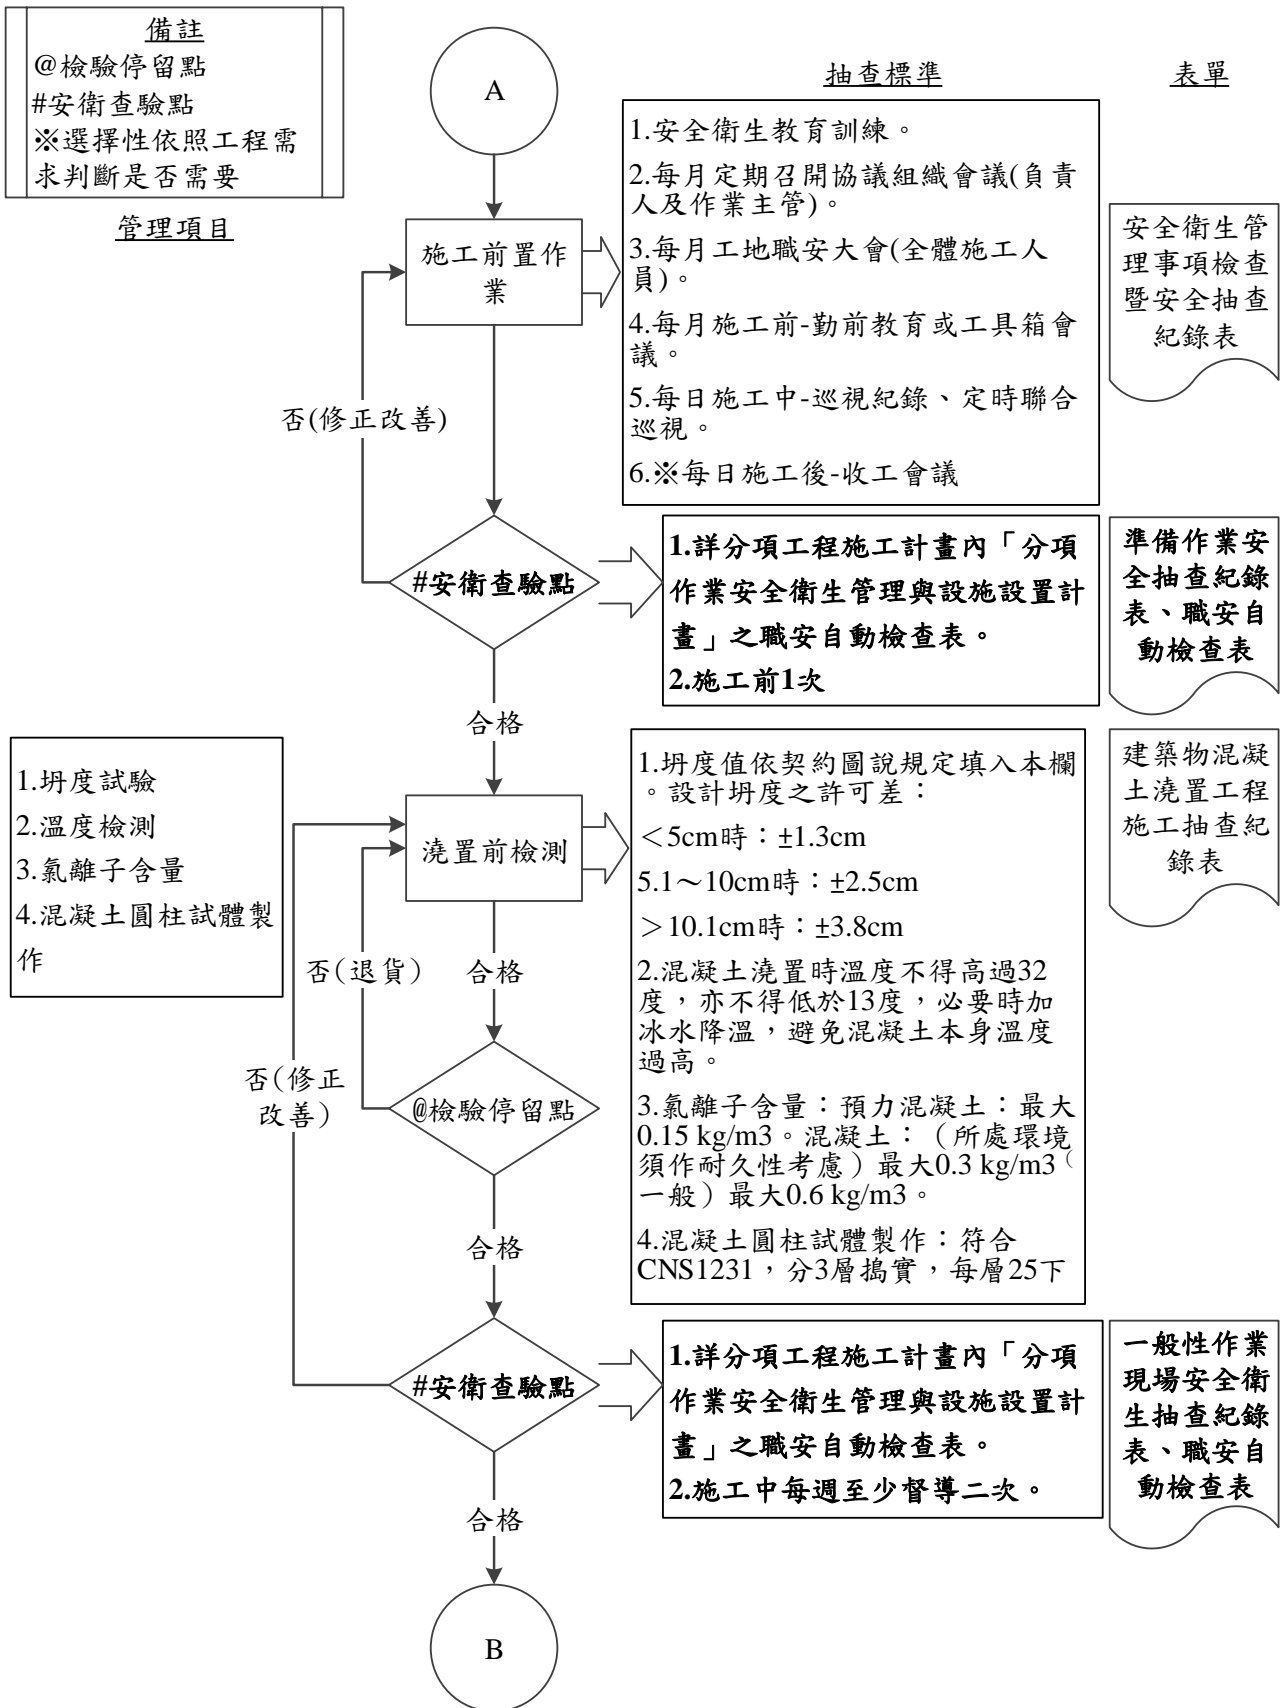 備註
@檢驗停留點
#安衛查驗點
※選擇性依照工程需
求判斷是否需要
管理項目
A
抽查標準
表單
施工前置作
業
1.安全衛生教育訓練。
2.每月定期召開協議組織會議(負責
人及作業主管)。
3.每月工地職安大會(全體施工人
員)。
4.每月施工前-勤前教育或工具箱會
議。
5.每日施工中-巡視紀錄、定時聯合
巡視。
6.※每日施工後-收工會議
安全衛生管
理事項檢查
暨安全抽查
紀錄表
否(修正改善)
#安衛查驗點
1.詳分項工程施工計畫內「分項
作業安全衛生管理與設施設置計
畫」之職安自動檢查表。
2.施工前1次
準備作業安
全抽查紀錄
表、職安自
動檢查表
合格
1.坍度試驗
2.溫度檢測
3.氯離子含量
4.混凝土圓柱試體製
作
澆置前檢測
1.坍度值依契約圖說規定填入本欄
。設計坍度之許可差：
＜5cm時：±1.3cm
5.1～10cm時：±2.5cm
＞10.1cm時：±3.8cm
2.混凝土澆置時溫度不得高過32
度，亦不得低於13度，必要時加
冰水降溫，避免混凝土本身溫度
過高。
3.氯離子含量：預力混凝土：最大
0.15 kg/m3。混凝土：（所處環境
須作耐久性考慮）最大0.3 kg/m3（
一般）最大0.6 kg/m3。
4.混凝土圓柱試體製作：符合
CNS1231，分3層搗實，每層25下
建築物混凝
土澆置工程
施工抽查紀
錄表
否(退貨)
合格
否(修正
改善)
@檢驗停留點
合格
#安衛查驗點
1.詳分項工程施工計畫內「分項
作業安全衛生管理與設施設置計
畫」之職安自動檢查表。
2.施工中每週至少督導二次。
一般性作業
現場安全衛
生抽查紀錄
表、職安自
動檢查表
合格
B